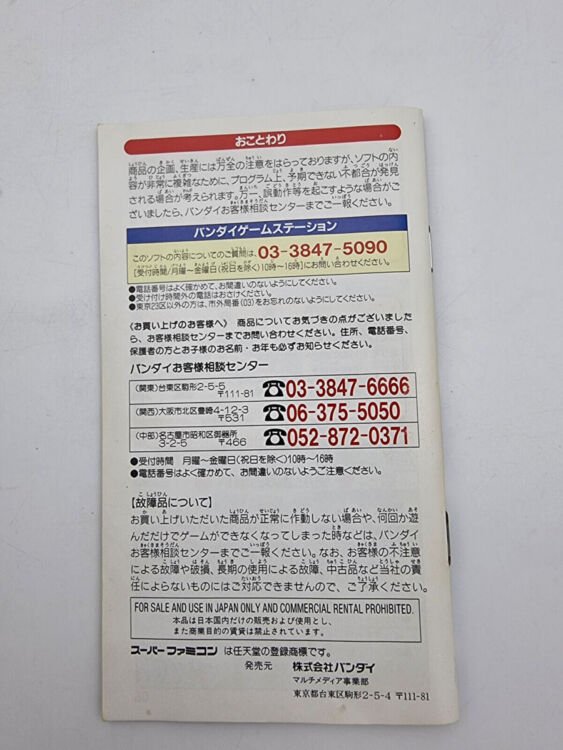 おことわり
商品の企画、生産には万全の注意をはらっておりますが、ソフトの内
容が非常に複雑なために、プログラム上、予期できない不都合が発見
される場合が考えられます。万一、誤動作等を起こすような場合がご
ざいましたら、バンダイお客様相談センターまでご一報ください。
バンダイゲームステーション
このソフトの内容についてのご質問は、03-3847-5090
[受付時間/月曜〜金曜日(祝日を除く)10時〜16時]にお問い合わせください。
●電話番号はよく確かめて、お間違いのないようにしてください。
●受け付け時間外の電話はおさけください。
●東京23区以外の方は、市外局番(03)をお忘れのないようにしてください。
〈お買い上げのお客様へ〉 商品についてお気づきの点がございました
ら、お客様相談センターまでお問い合わせください。住所、電話番号、
保護者の方とお子様のお名前・お年も必ずお知らせください。
バンダイお客様相談センター
(関東)台東区駒形2-5-5
〒111-81
☎03-3847-6666
(関西)大阪市北区豊崎4-12-3
〒531
☎06-375-5050
(中部)名古屋市昭和区御器所
3-2-5 〒466
☎052-872-0371
●受付時間 月曜〜金曜日(祝日を除く)10時〜16時
●電話番号はよく確かめて、お間違いのないようご注意ください。
【故障品について】
お買い上げいただいた商品が正常に作動しない場合や、何回か遊
んだだけでゲームができなくなってしまった時などは、バンダイ
お客様相談センターまでご一報ください。なお、お客様の不注意
による故障や破損、長期の使用による故障、中古品など当社の責
任によらないものにはご対応できませんので、ご了承ください。
FOR SALE AND USE IN JAPAN ONLY AND COMMERCIAL RENTAL PROHIBITED.
本品は日本国内だけの販売および使用とし、
また商業目的の賃貸は禁止されています。
スーパーファミコン は任天堂の登録商標です。
発売元 株式会社バンダイ
マルチメディア事業部
東京都台東区駒形2-5-4 〒111-81